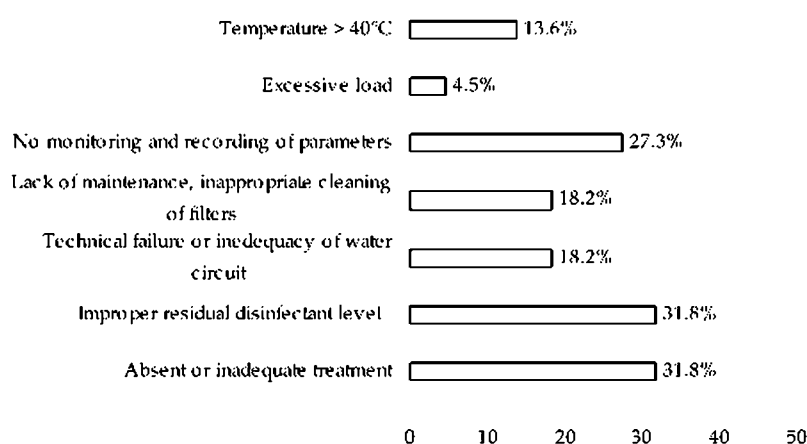 Temperature > 40°C 13.6%
Excessive load 4.5%
No monitoring and recording of parameters 27.3%
Lack of maintenance, inappropriate cleaning
of filters 18.2%
Technical failure or inedequacy of water
circuit 18.2%
Improper residual disinfectant level 31.8%
Absent or inadequate treatment 31.8%
0 10 20 30 40 50